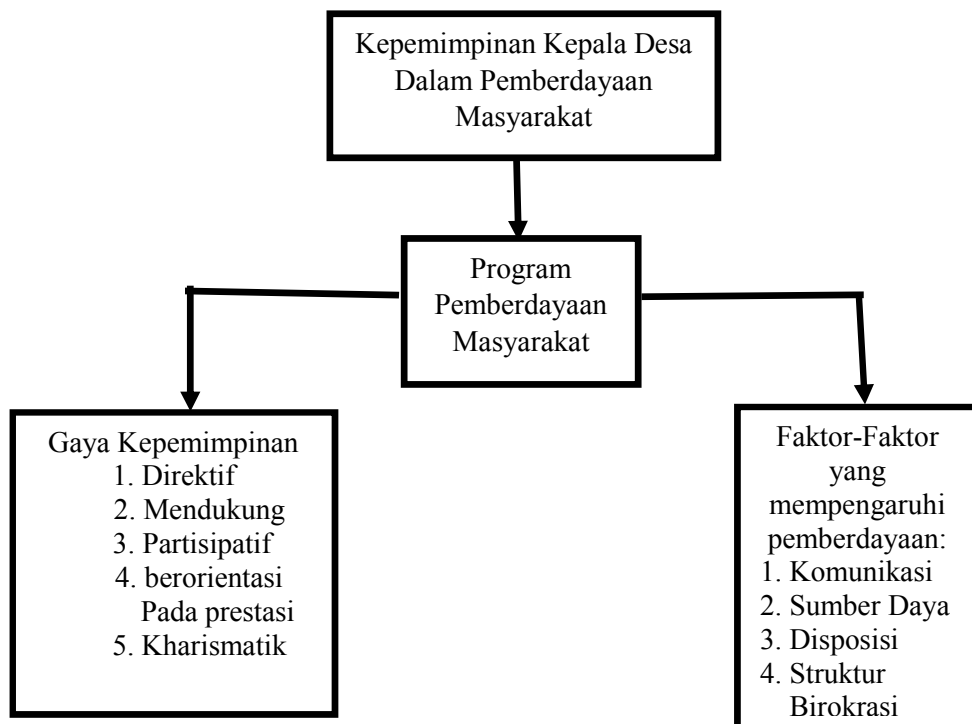 Kepemimpinan Kepala Desa
Dalam Pemberdayaan
Masyarakat
Program
Pemberdayaan
Masyarakat
Gaya Kepemimpinan
1. Direktif
2. Mendukung
3. Partisipatif
4. berorientasi
Pada prestasi
5. Kharismatik
Faktor-Faktor
yang
mempengaruhi
pemberdayaan:
1. Komunikasi
2. Sumber Daya
3. Disposisi
4. Struktur
Birokrasi